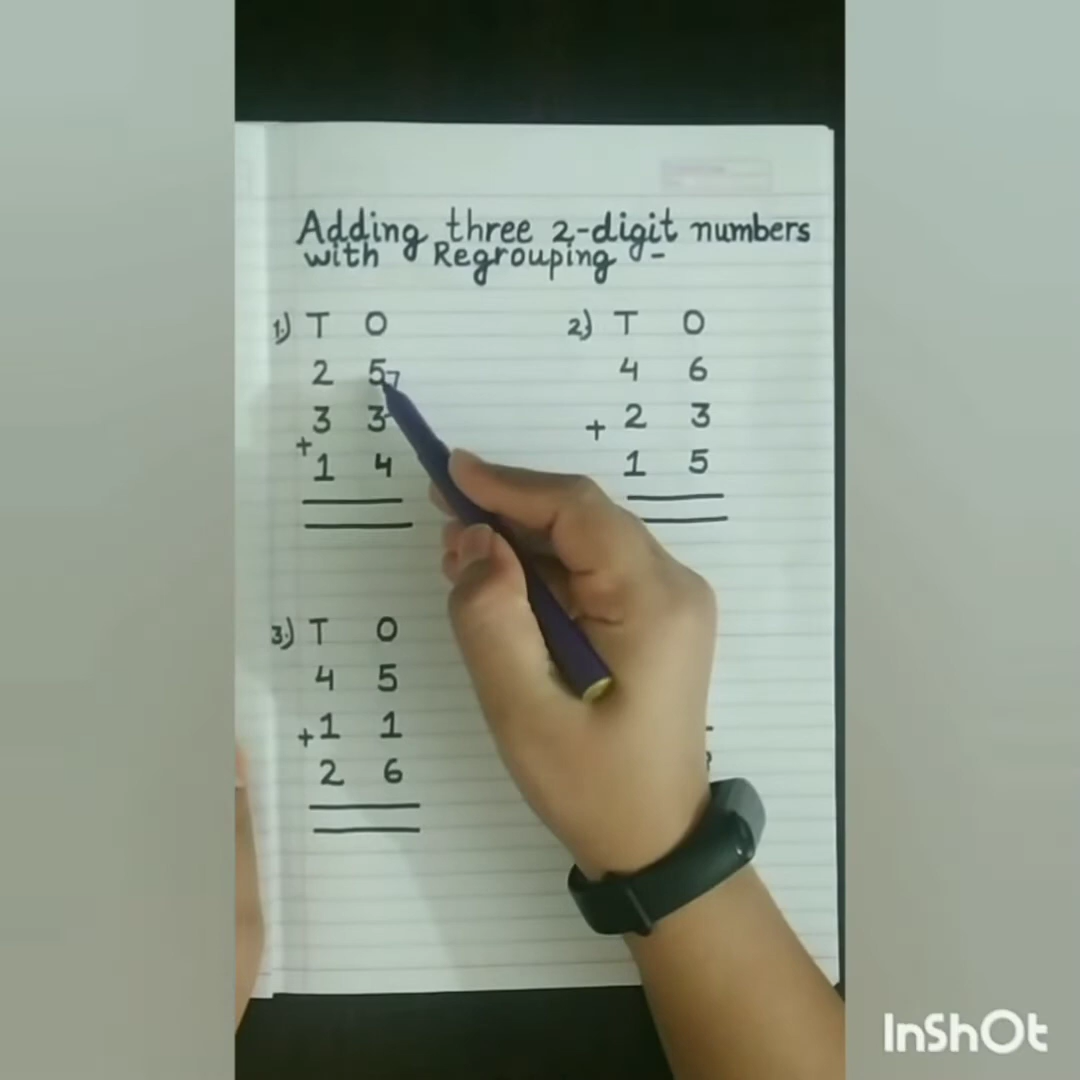 Adding three 2-digit numbers
with Regrouping -
1.) T O
2 5
3 3
+ 1 4
2.) T O
4 6
+ 2 3
1 5
3.) T O
4 5
+ 1 1
2 6
InShOt